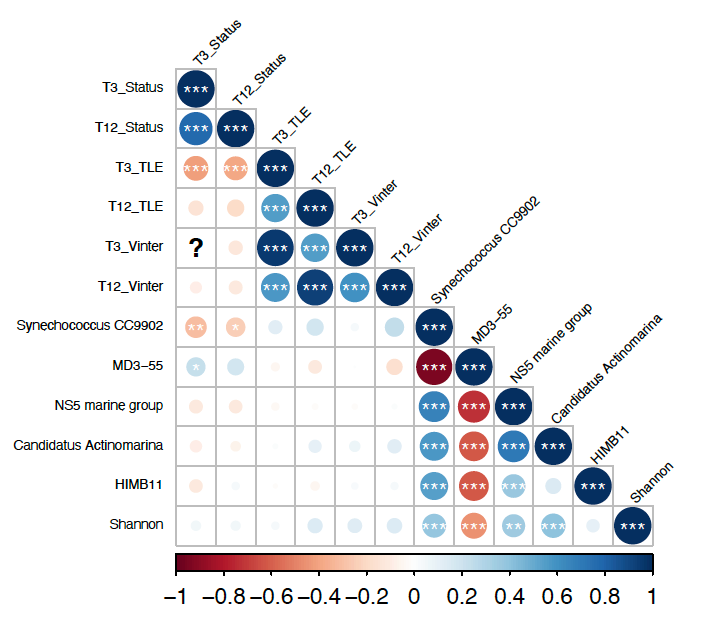 T3_Status
T3_Status ***
T12_Status
T12_Status *** ***
T3_TLE
T3_TLE *** *** ***
T12_TLE
T12_TLE *** ***
T3_Vinter
T3_Vinter ? *** *** ***
T12_Vinter
T12_Vinter *** *** *** ***
Synechococcus CC9902
Synechococcus CC9902 ** * ***
MD3−55
MD3−55 * *** ***
NS5 marine group
NS5 marine group *** *** ***
Candidatus Actinomarina
Candidatus Actinomarina *** *** *** ***
HIMB11
HIMB11 *** *** *** ***
Shannon
Shannon *** *** ** *** ***
−1 −0.8 −0.6 −0.4 −0.2 0 0.2 0.4 0.6 0.8 1